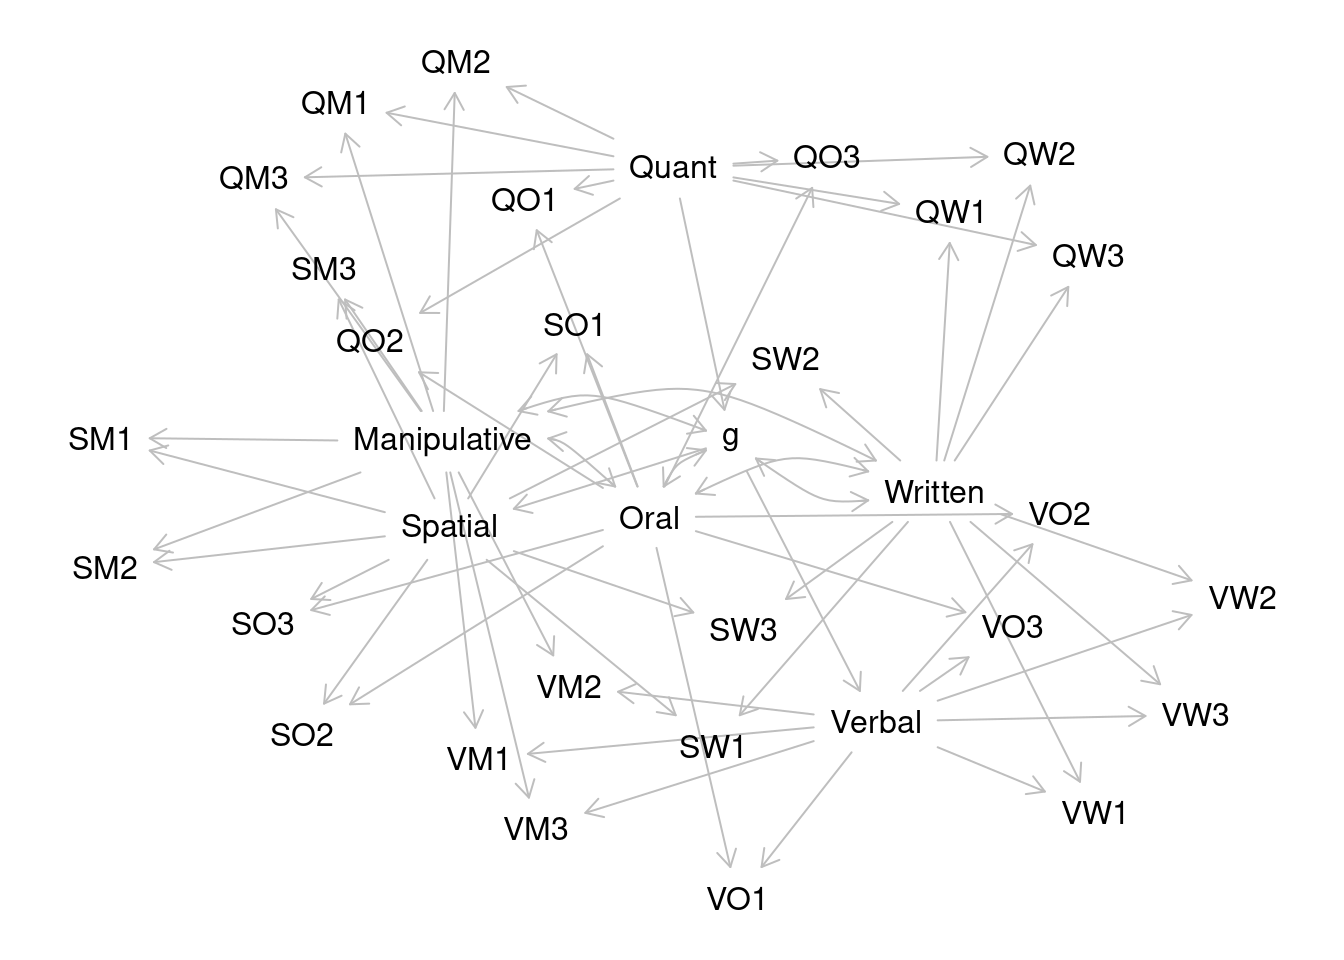 QM2
QM1
QO3
QW2
Quant
QM3
QO1
QW1
QW3
SM3
SO1
QO2
SW2
SM1
Manipulative
g
Written
VO2
Oral
Spatial
SM2
VW2
SO3
SW3
VO3
VM2
VW3
Verbal
SO2
SW1
VM1
VW1
VM3
VO1